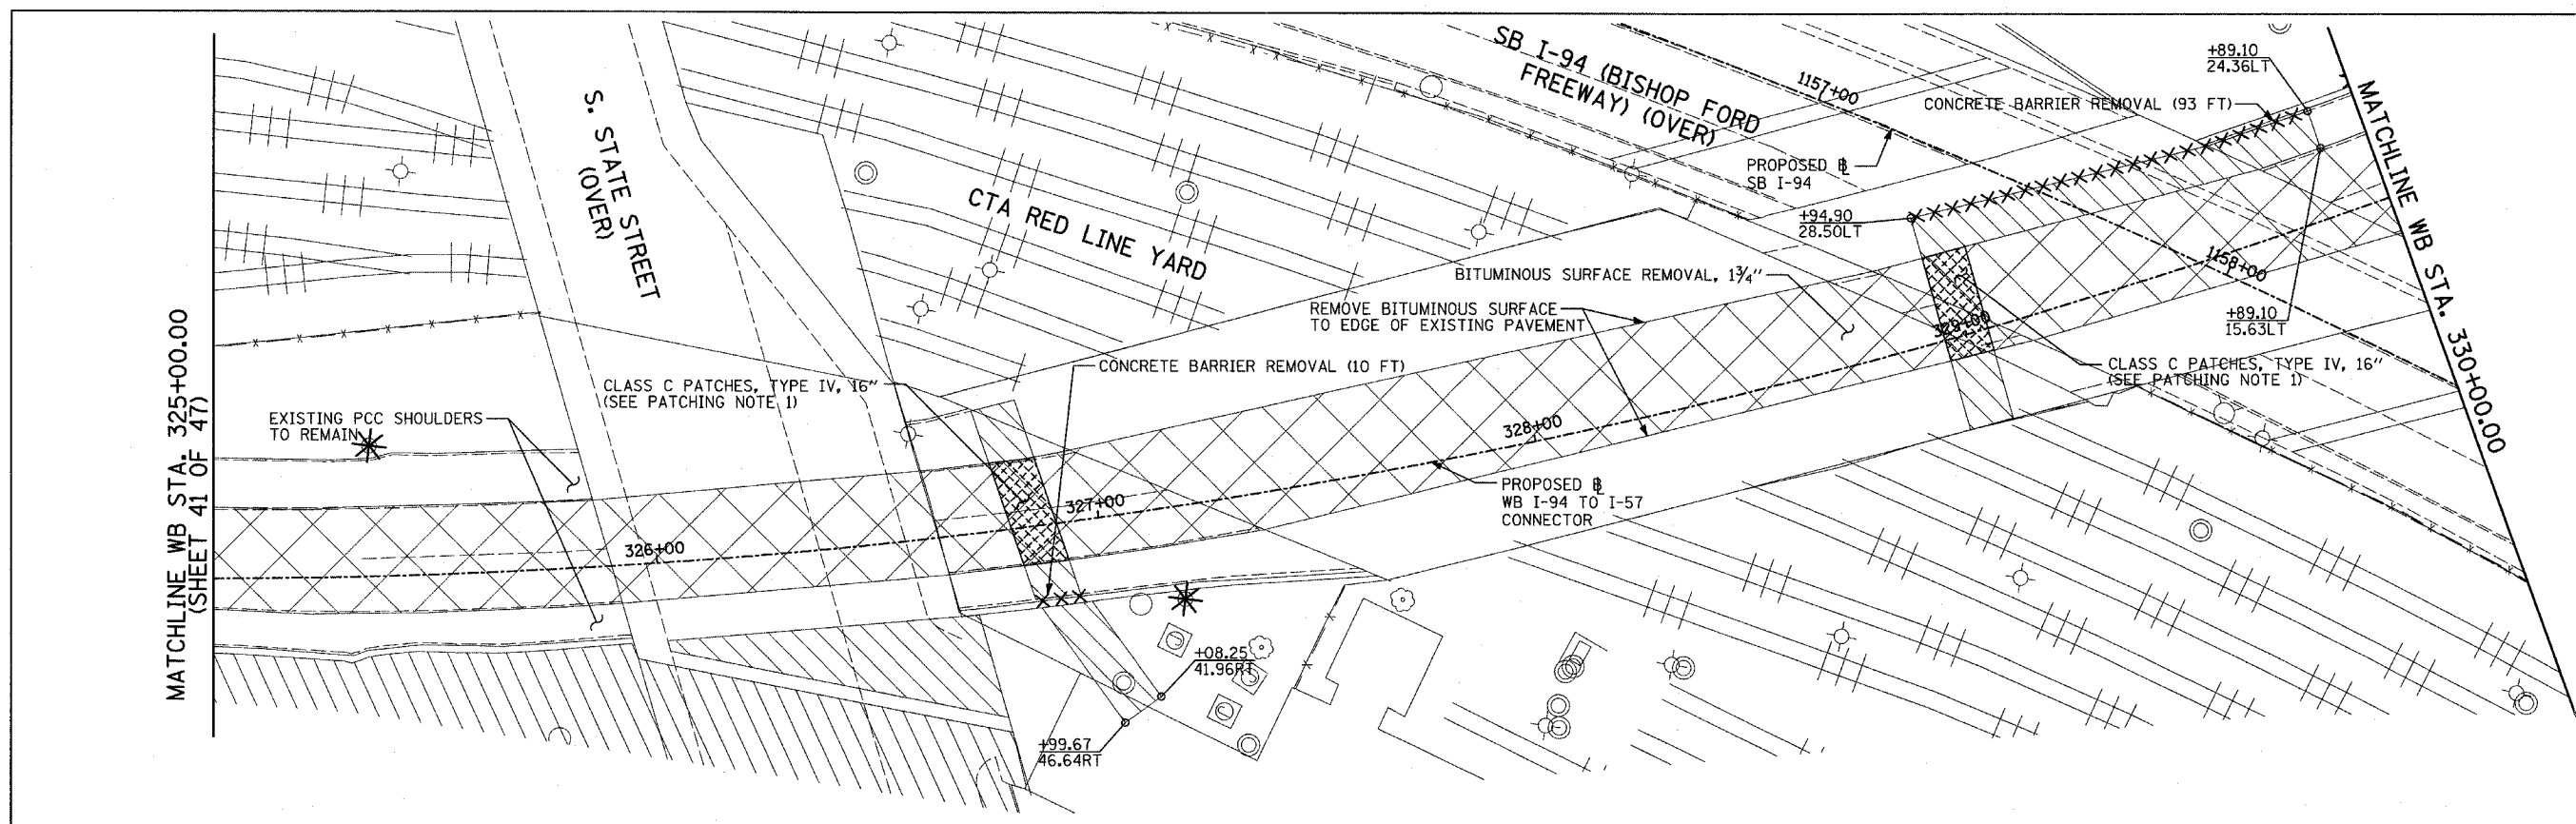 MATCHLINE WB STA. 325+00.00
(SHEET 41 OF 47)
S. STATE STREET
(OVER)
CTA RED LINE YARD
SB I-94 (BISHOP FORD
FREEWAY) (OVER)
1157+00
PROPOSED B
SB I-94
CONCRETE BARRIER REMOVAL (93 FT)
+89.10
24.36LT
MATCHLINE WB STA. 330+00.00
+94.90
28.50LT
BITUMINOUS SURFACE REMOVAL, 1¾"
REMOVE BITUMINOUS SURFACE
TO EDGE OF EXISTING PAVEMENT
1158+00
+89.10
15.63LT
329+00
CONCRETE BARRIER REMOVAL (10 FT)
CLASS C PATCHES, TYPE IV, 16"
(SEE PATCHING NOTE 1)
CLASS C PATCHES, TYPE IV, 16"
(SEE PATCHING NOTE 1)
EXISTING PCC SHOULDERS
TO REMAIN
328+00
PROPOSED B
WB I-94 TO I-57
CONNECTOR
327+00
326+00
+08.25
41.96RT
+99.67
46.64RT